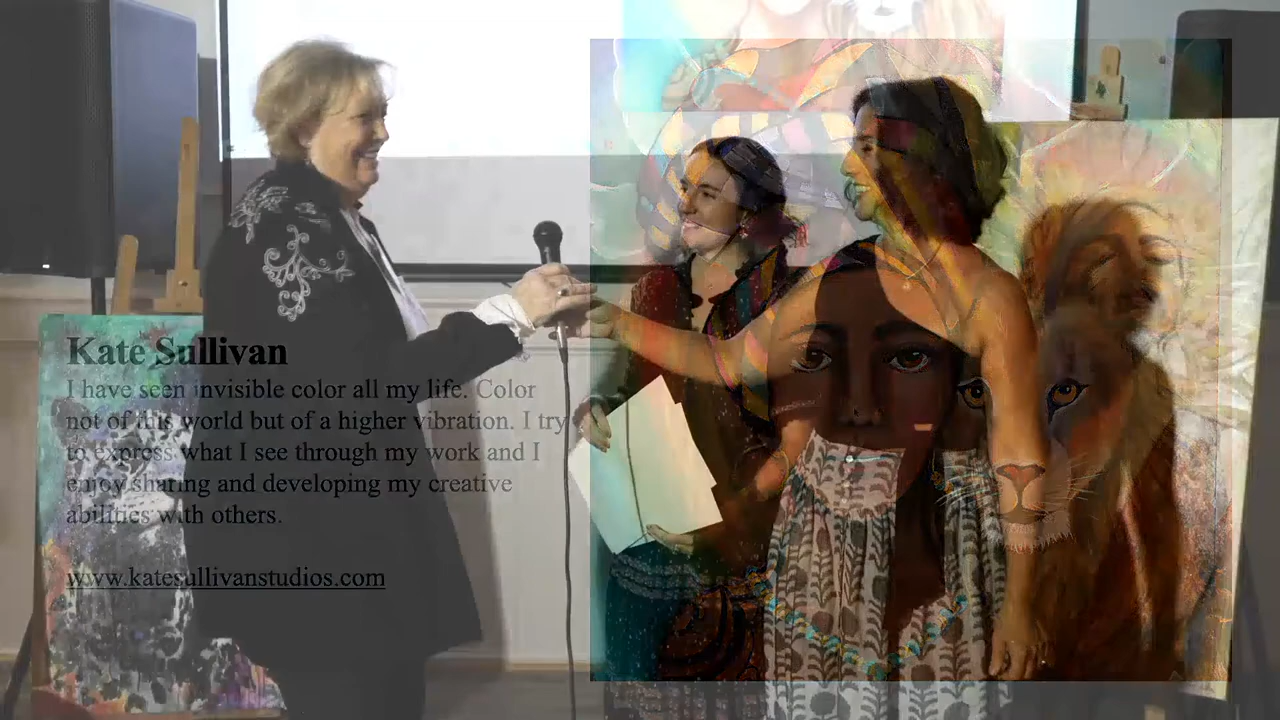 Kate Sullivan
I have seen invisible color all my life. Color
not of this world but of a higher vibration. I try
to express what I see through my work and I
enjoy sharing and developing my creative
abilities with others.
www.katesullivanstudios.com